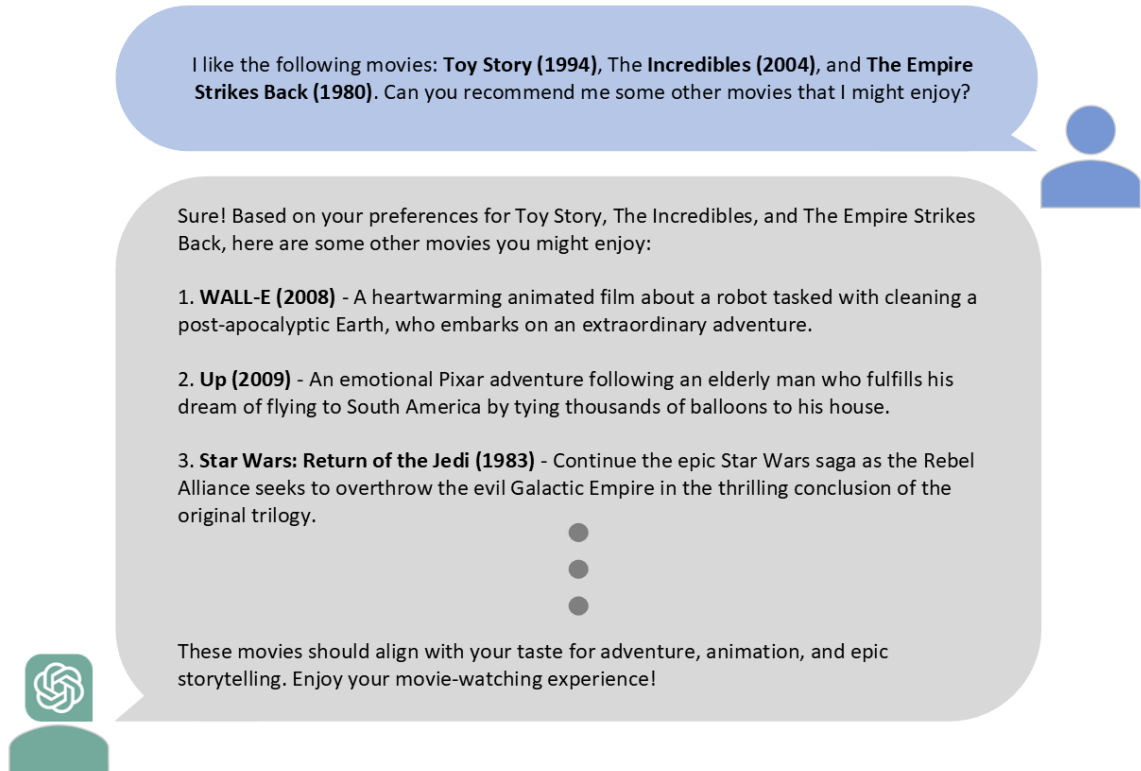 I like the following movies: Toy Story (1994), The Incredibles (2004), and The Empire
Strikes Back (1980). Can you recommend me some other movies that I might enjoy?
Sure! Based on your preferences for Toy Story, The Incredibles, and The Empire Strikes
Back, here are some other movies you might enjoy:
1. WALL-E (2008) - A heartwarming animated film about a robot tasked with cleaning a
post-apocalyptic Earth, who embarks on an extraordinary adventure.
2. Up (2009) - An emotional Pixar adventure following an elderly man who fulfills his
dream of flying to South America by tying thousands of balloons to his house.
3. Star Wars: Return of the Jedi (1983) - Continue the epic Star Wars saga as the Rebel
Alliance seeks to overthrow the evil Galactic Empire in the thrilling conclusion of the
original trilogy.
These movies should align with your taste for adventure, animation, and epic
storytelling. Enjoy your movie-watching experience!